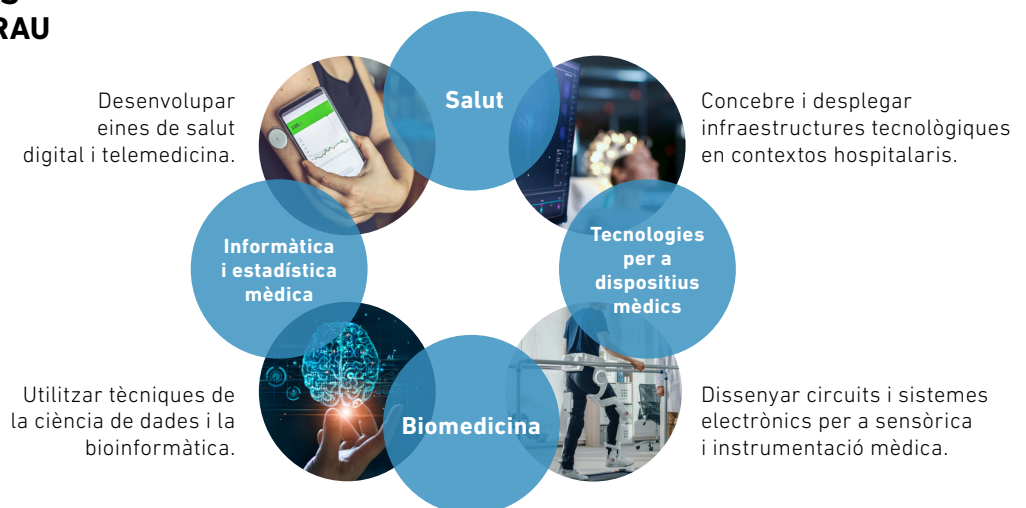 RAU
Salut
Desenvolupar
eines de salut
digital i telemedicina.
Concebre i desplegar
infraestructures tecnològiques
en contextos hospitalaris.
Informàtica
i estadística
mèdica
Tecnologies
per a
dispositius
mèdics
Utilitzar tècniques de
la ciència de dades i la
bioinformàtica.
Biomedicina
Dissenyar circuits i sistemes
electrònics per a sensòrica
i instrumentació mèdica.
AI